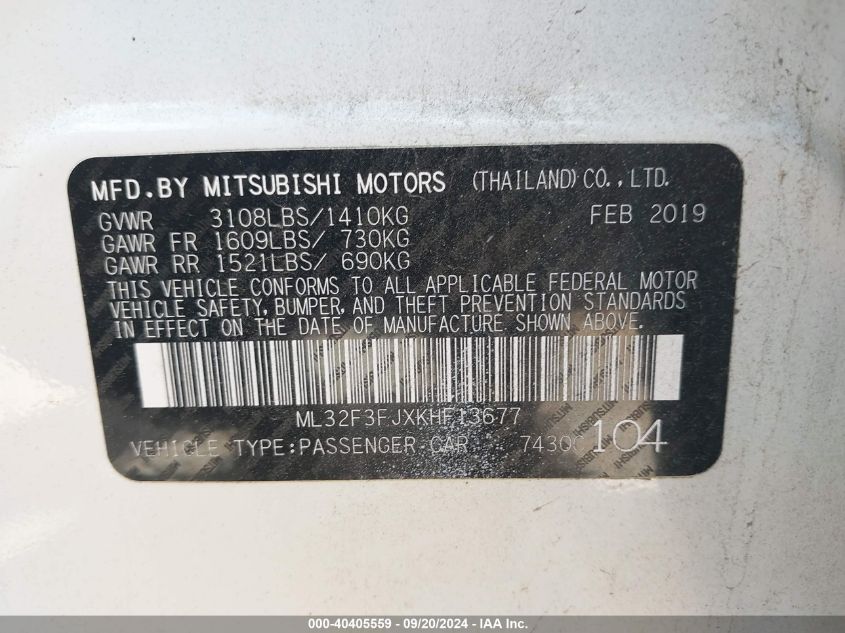 MFD.BY MITSUBISHI MOTORS (THAILAND) CO.,LTD.
GVWR 3108LBS/1410KG FEB 2019
GAWR FR 1609LBS/ 730KG
GAWR RR 1521LBS/ 690KG
THIS VEHICLE CONFORMS TO ALL APPLICABLE FEDERAL MOTOR
VEHICLE SAFETY, BUMPER, AND THEFT PREVENTION STANDARDS
IN EFFECT ON THE DATE OF MANUFACTURE SHOWN ABOVE.
ML32F3FJXKHF13677
VEHICLE TYPE:PASSENGER CAR 104
000-40405559 - 09/20/2024 - IAA Inc.